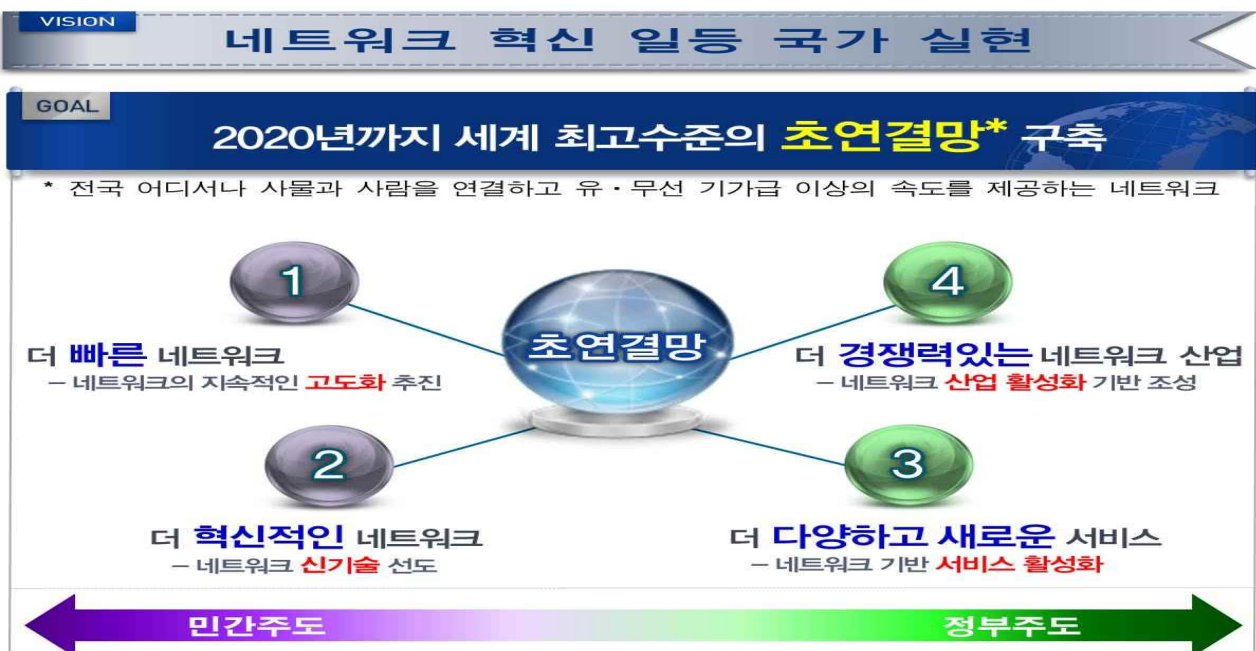 VISION
네트워크 혁신 일등 국가 실현
GOAL
2020년까지 세계 최고수준의 초연결망* 구축
* 전국 어디서나 사물과 사람을 연결하고 유·무선 기가급 이상의 속도를 제공하는 네트워크
1
더 빠른 네트워크
– 네트워크의 지속적인 고도화 추진
2
더 혁신적인 네트워크
– 네트워크 신기술 선도
초연결망
4
더 경쟁력있는 네트워크 산업
– 네트워크 산업 활성화 기반 조성
3
더 다양하고 새로운 서비스
– 네트워크 기반 서비스 활성화
민간주도
정부주도